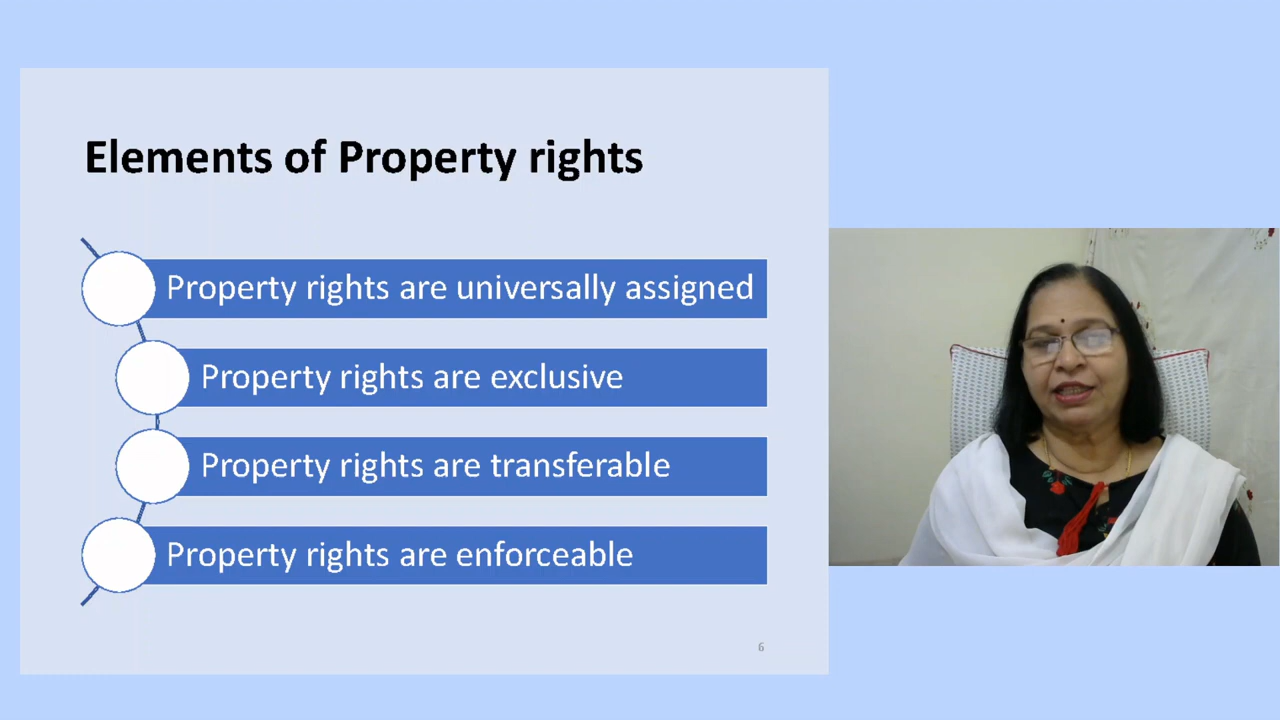 Elements of Property rights
Property rights are universally assigned
Property rights are exclusive
Property rights are transferable
Property rights are enforceable
6